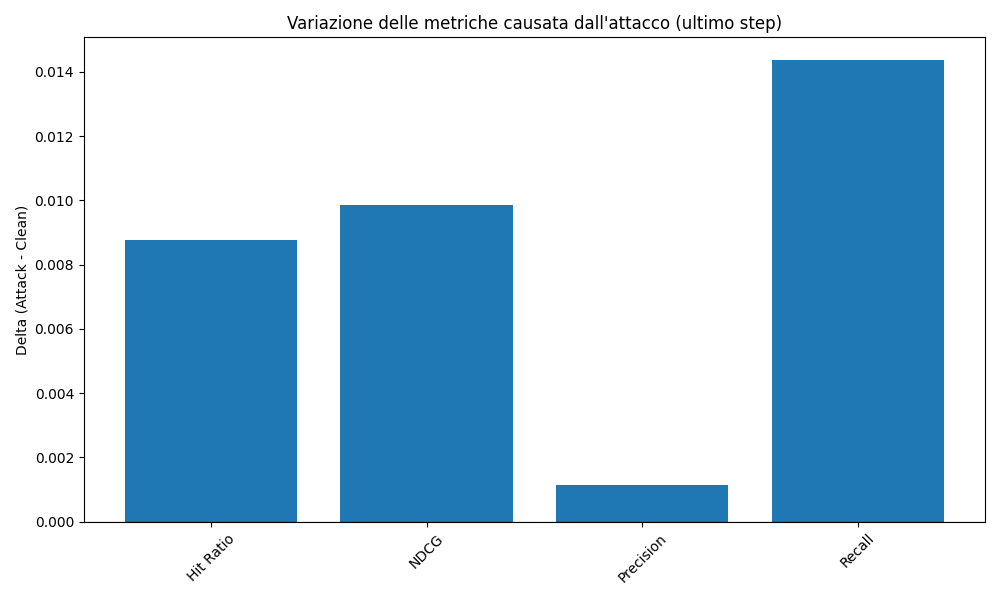 Variazione delle metriche causata dall'attacco (ultimo step)
Delta (Attack - Clean)
0.014
0.012
0.010
0.008
0.006
0.004
0.002
0.000
Hit Ratio
NDCG
Precision
Recall